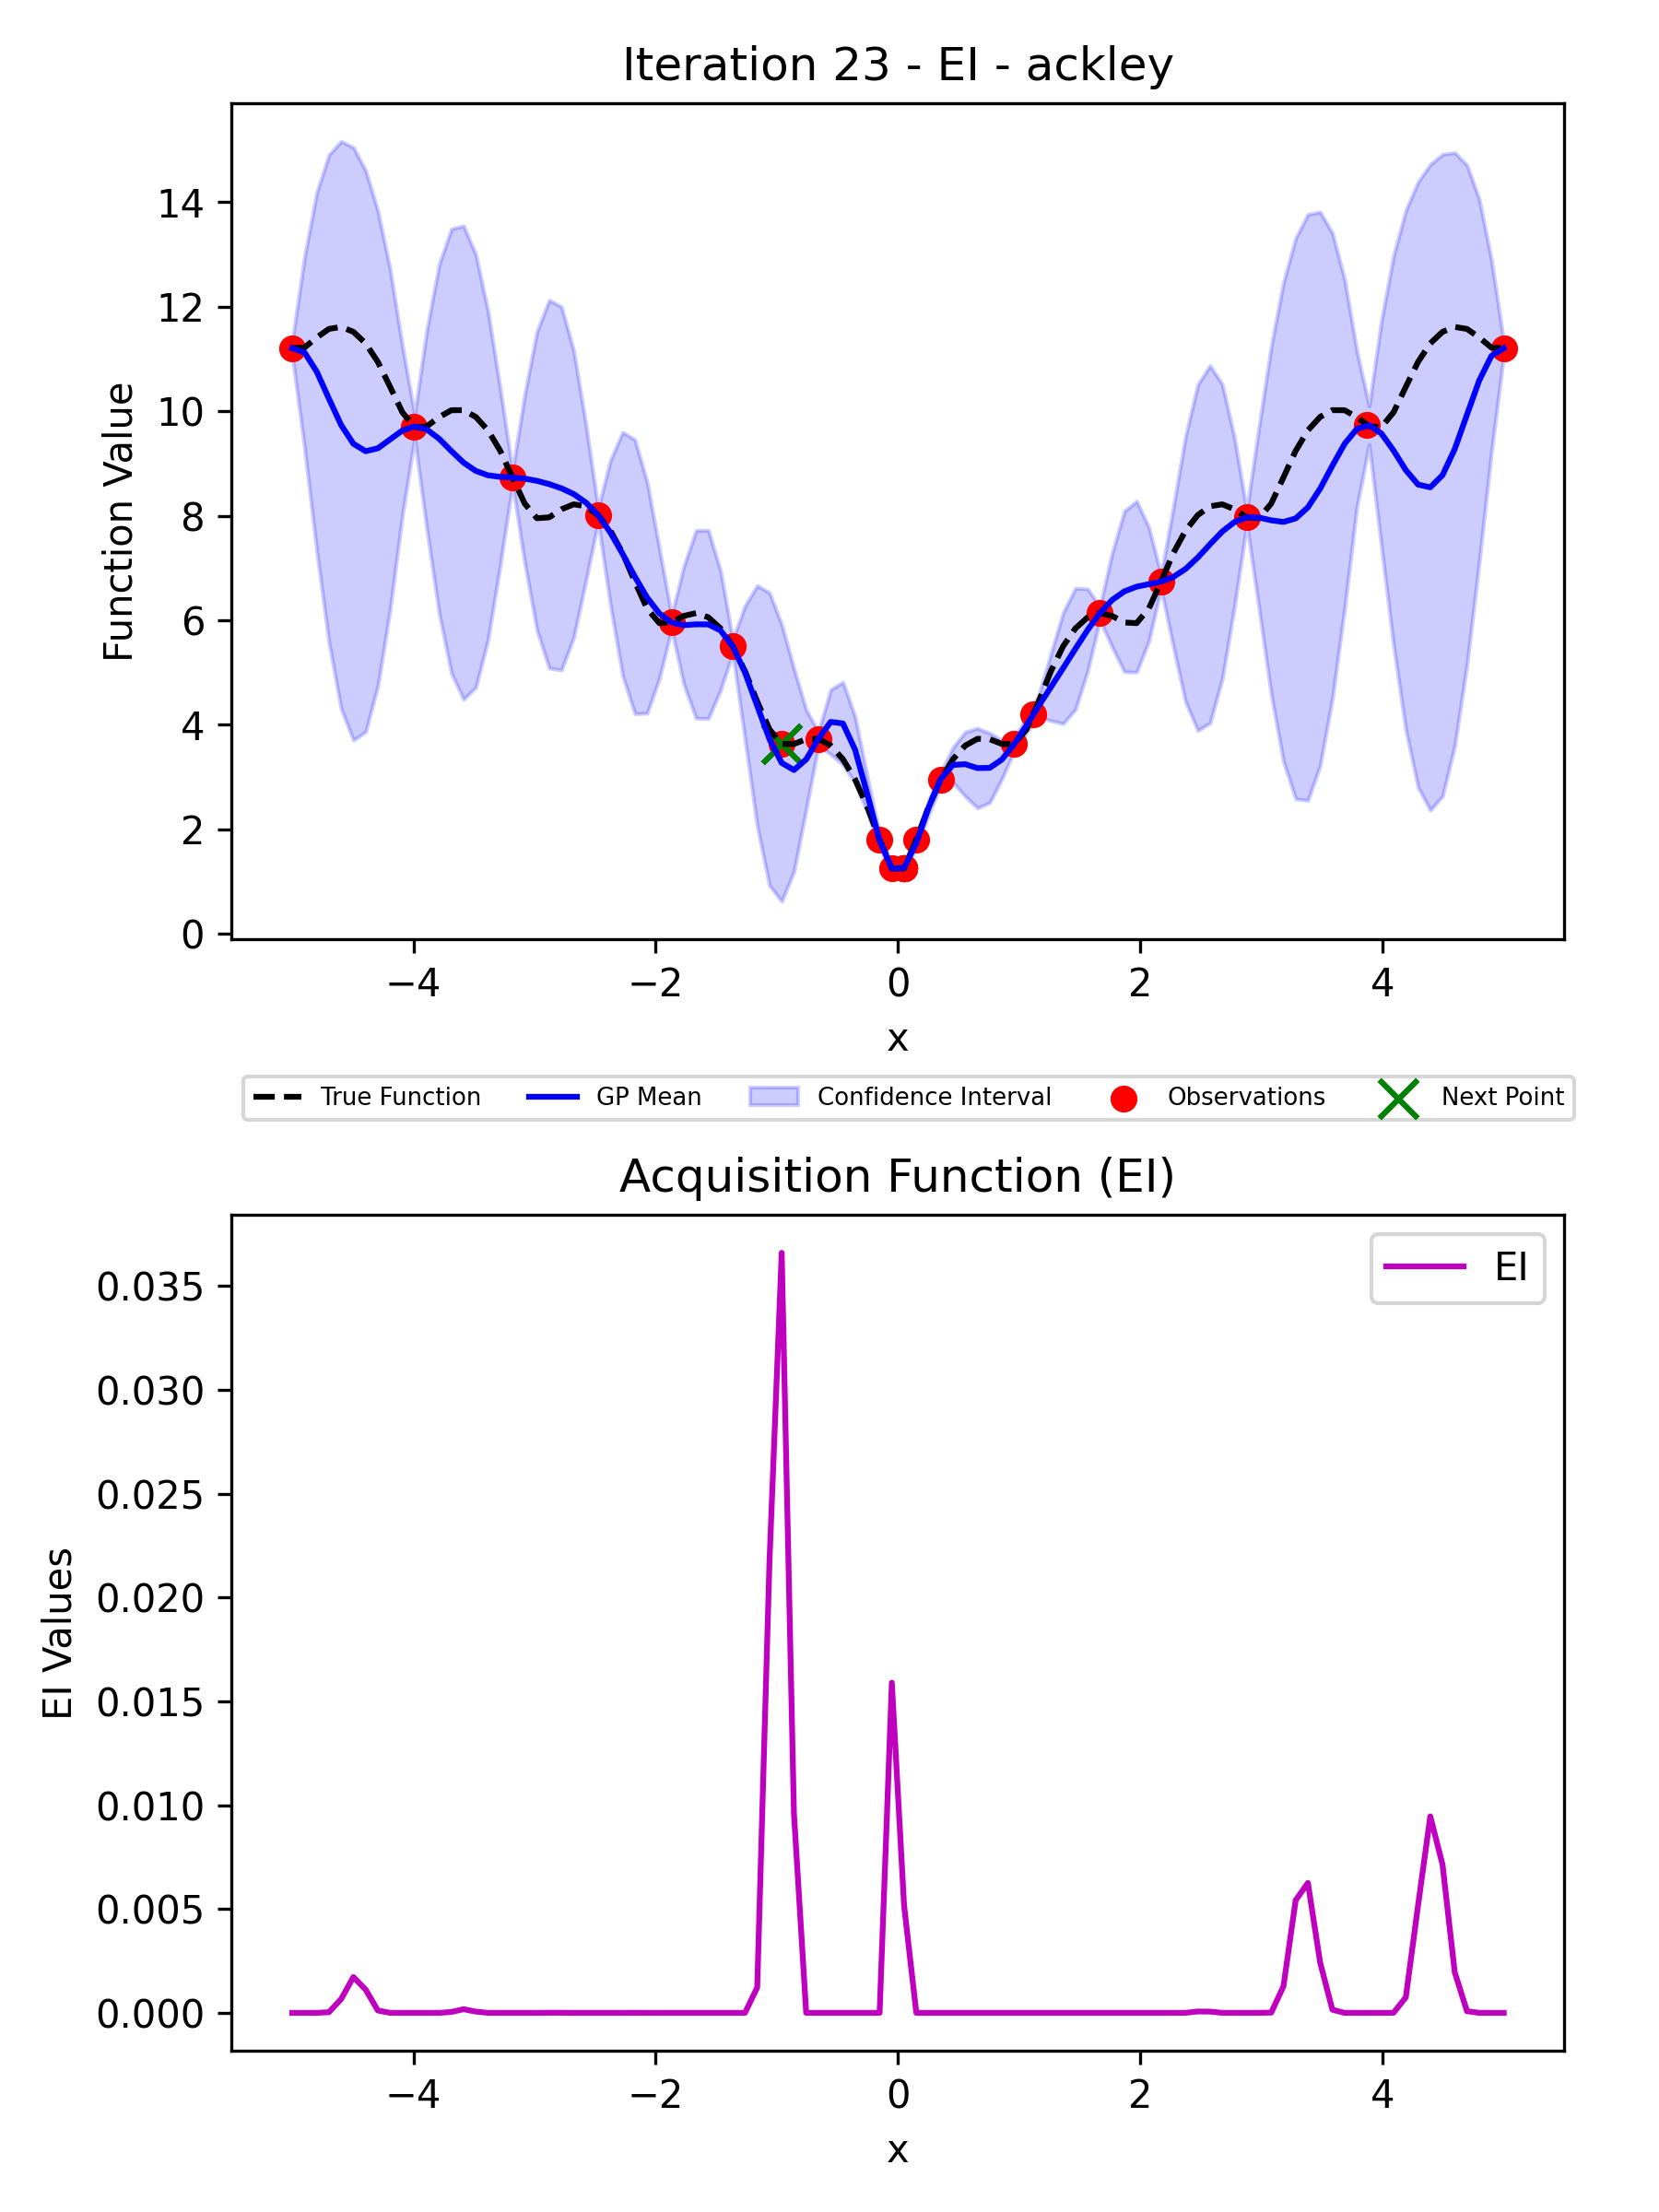 Iteration 23 - EI - ackley
Function Value
14
12
10
8
6
4
2
0
−4 −2 0 2 4
x
True Function GP Mean Confidence Interval Observations Next Point
Acquisition Function (EI)
EI
EI Values
0.035
0.030
0.025
0.020
0.015
0.010
0.005
0.000
−4 −2 0 2 4
x